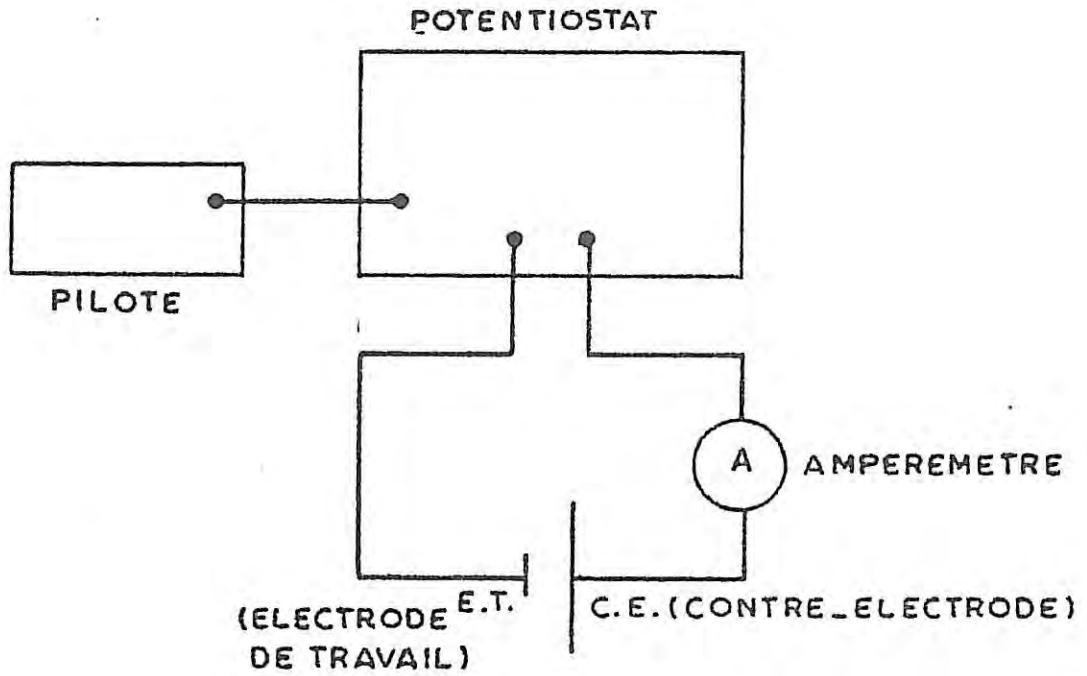 POTENTIOSTAT
PILOTE
A
AMPEREMETRE
E.T.
(ELECTRODE
DE TRAVAIL)
C.E.(CONTRE_ELECTRODE)